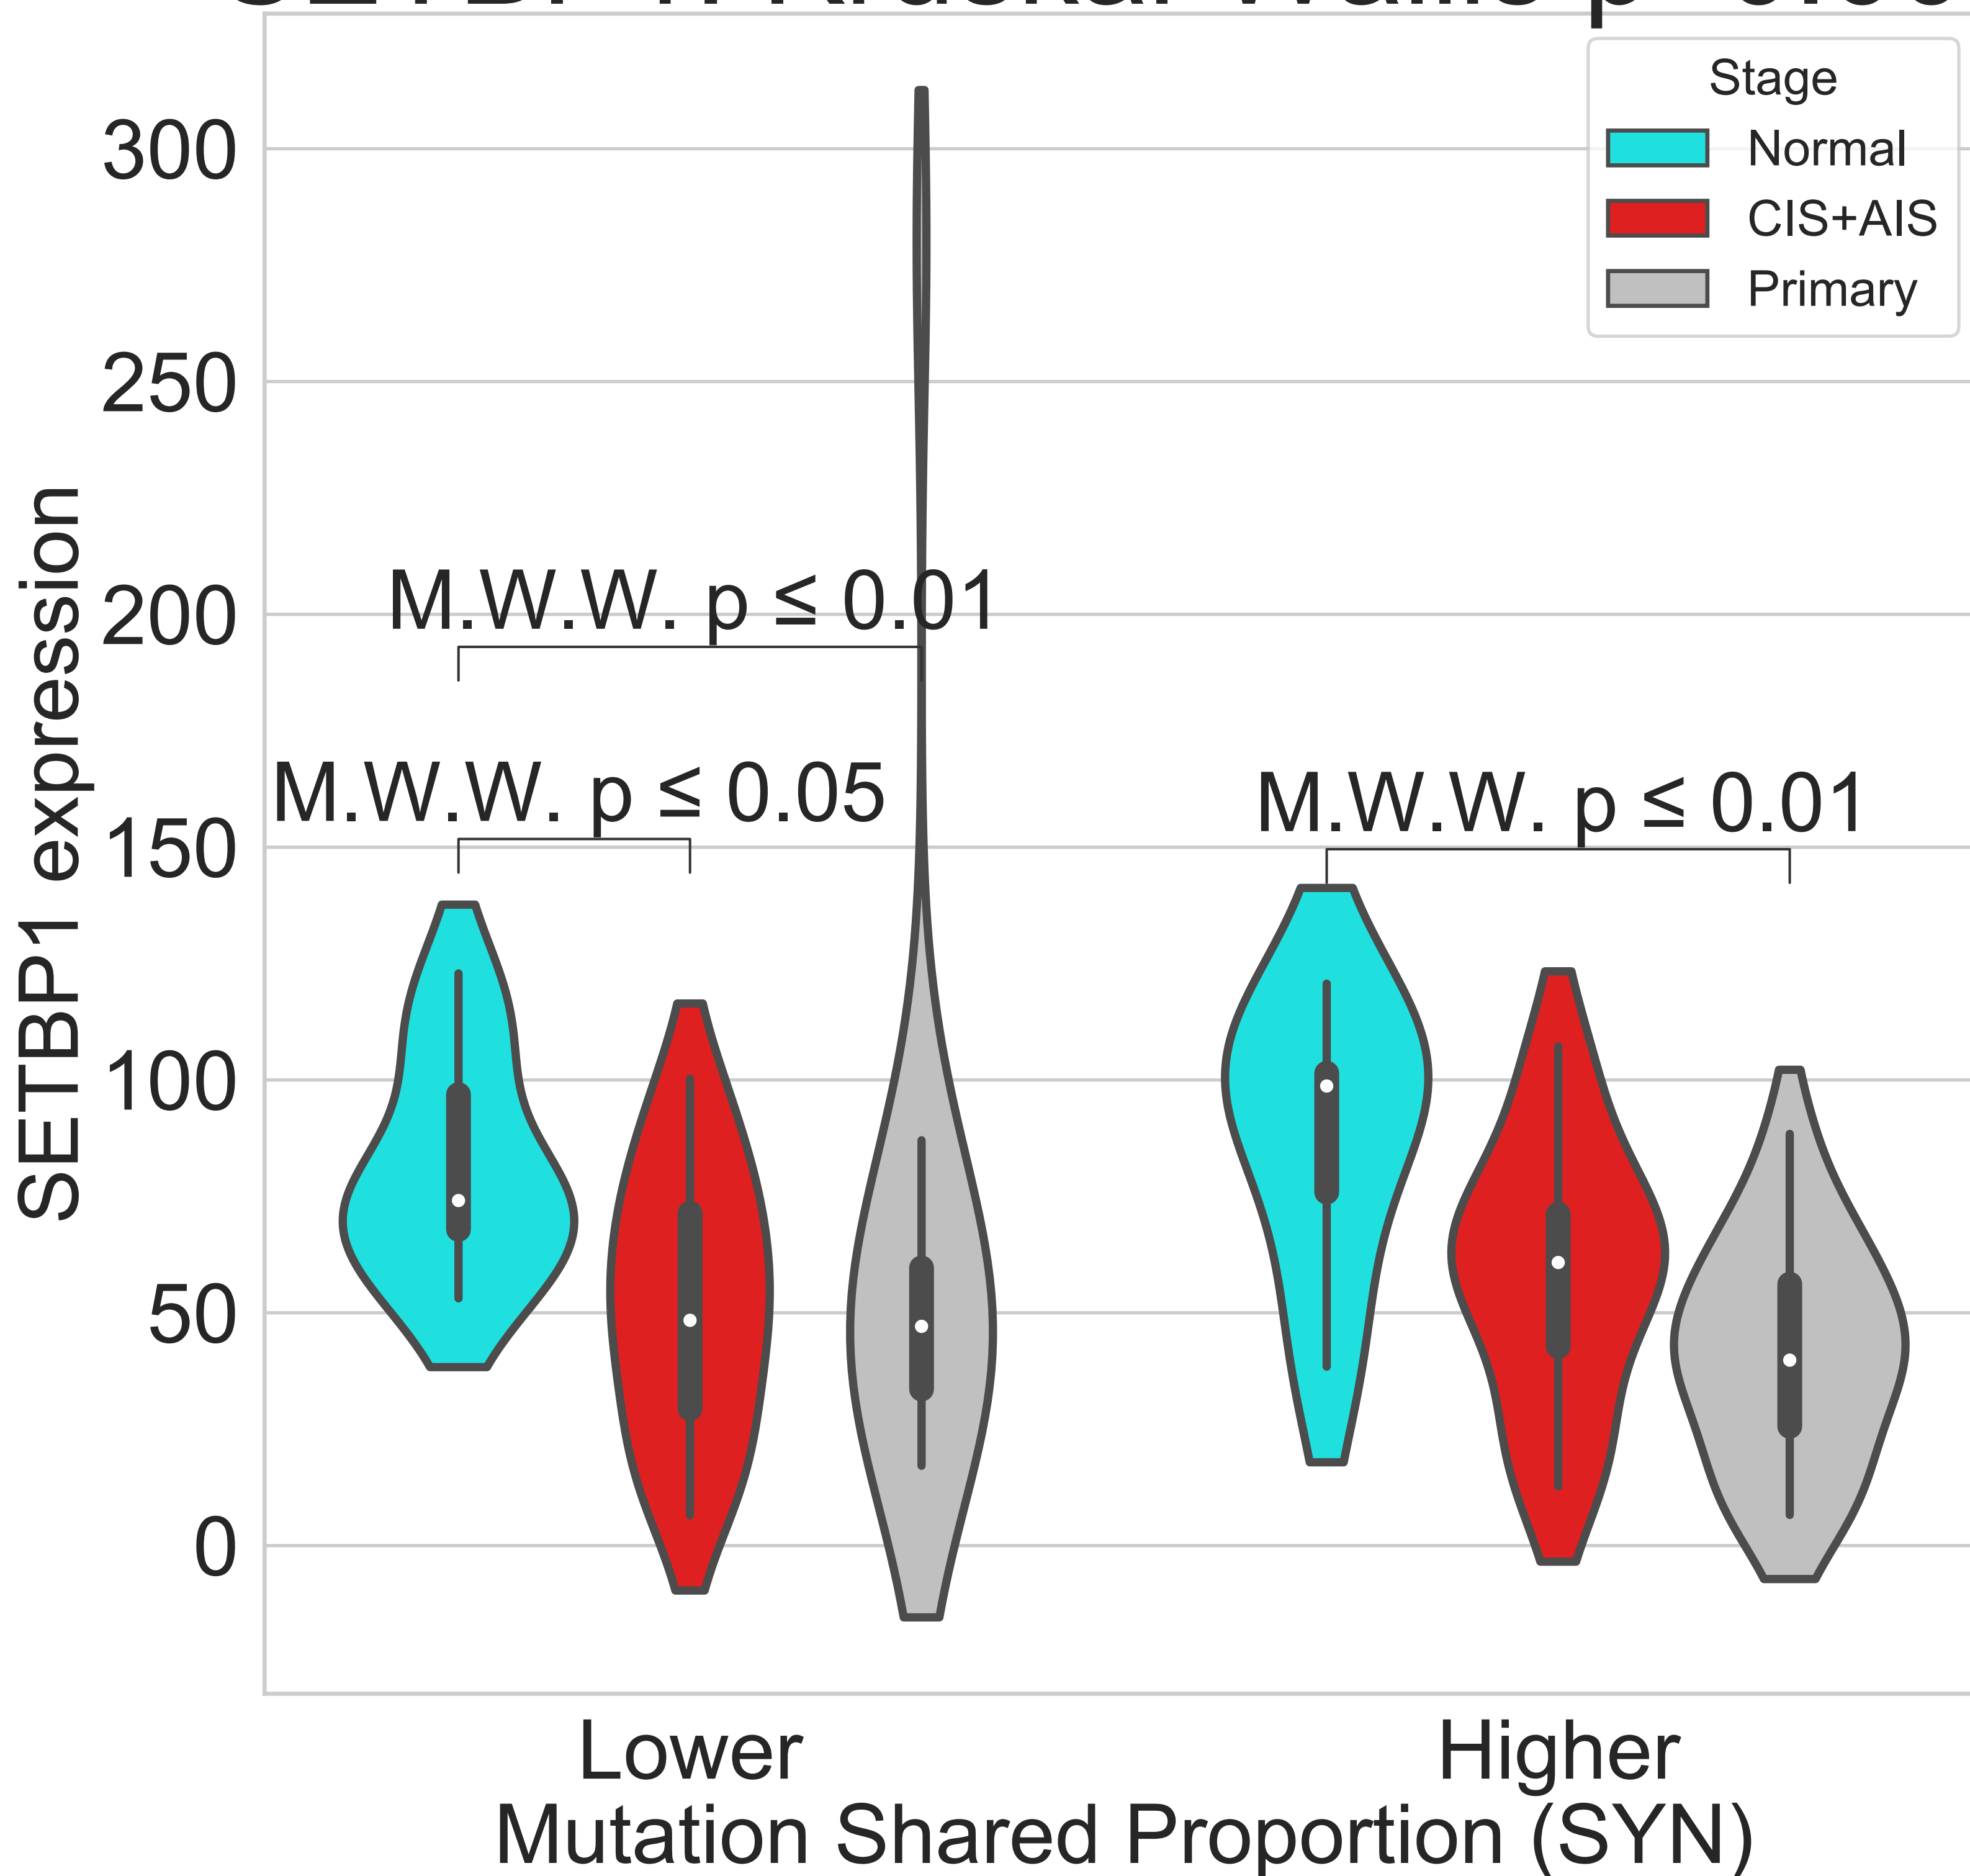 Stage
Normal
CIS+AIS
Primary
300
250
200
150
100
50
0
SETBP1 expression
M.W.W. p ≤ 0.01
M.W.W. p ≤ 0.05
M.W.W. p ≤ 0.01
Lower
Higher
Mutation Shared Proportion (SYN)